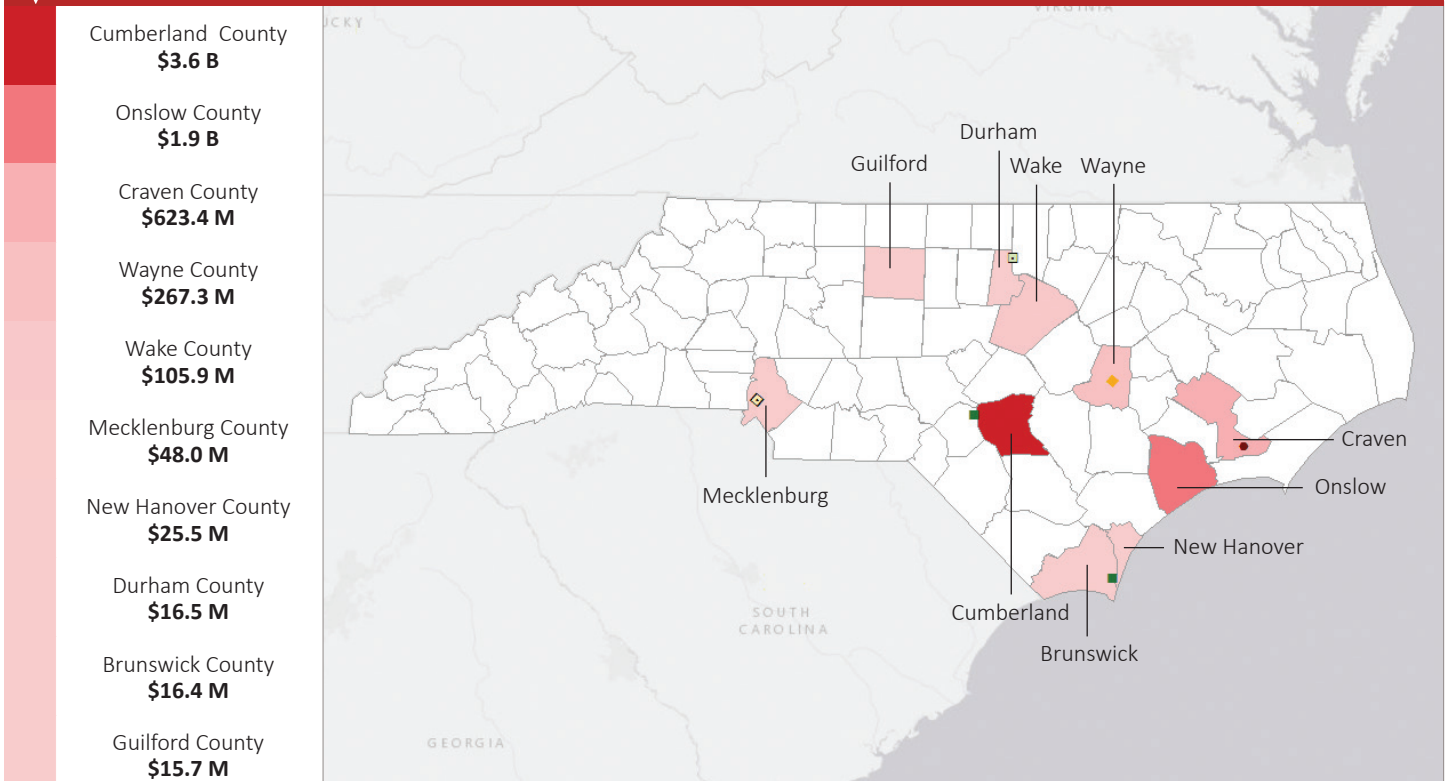 Cumberland  County
$3.6 B
Onslow County
$1.9 B
Craven County
$623.4 M
Wayne County
$267.3 M
Wake County
$105.9 M
Mecklenburg County
$48.0 M
New Hanover County
$25.5 M
Durham County
$16.5 M
Brunswick County
$16.4 M
Guilford County
$15.7 M
UCKY
VIRGINIA
Durham
Guilford
Wake
Wayne
Craven
Onslow
Mecklenburg
New Hanover
Cumberland
Brunswick
SOUTH
CAROLINA
GEORGIA